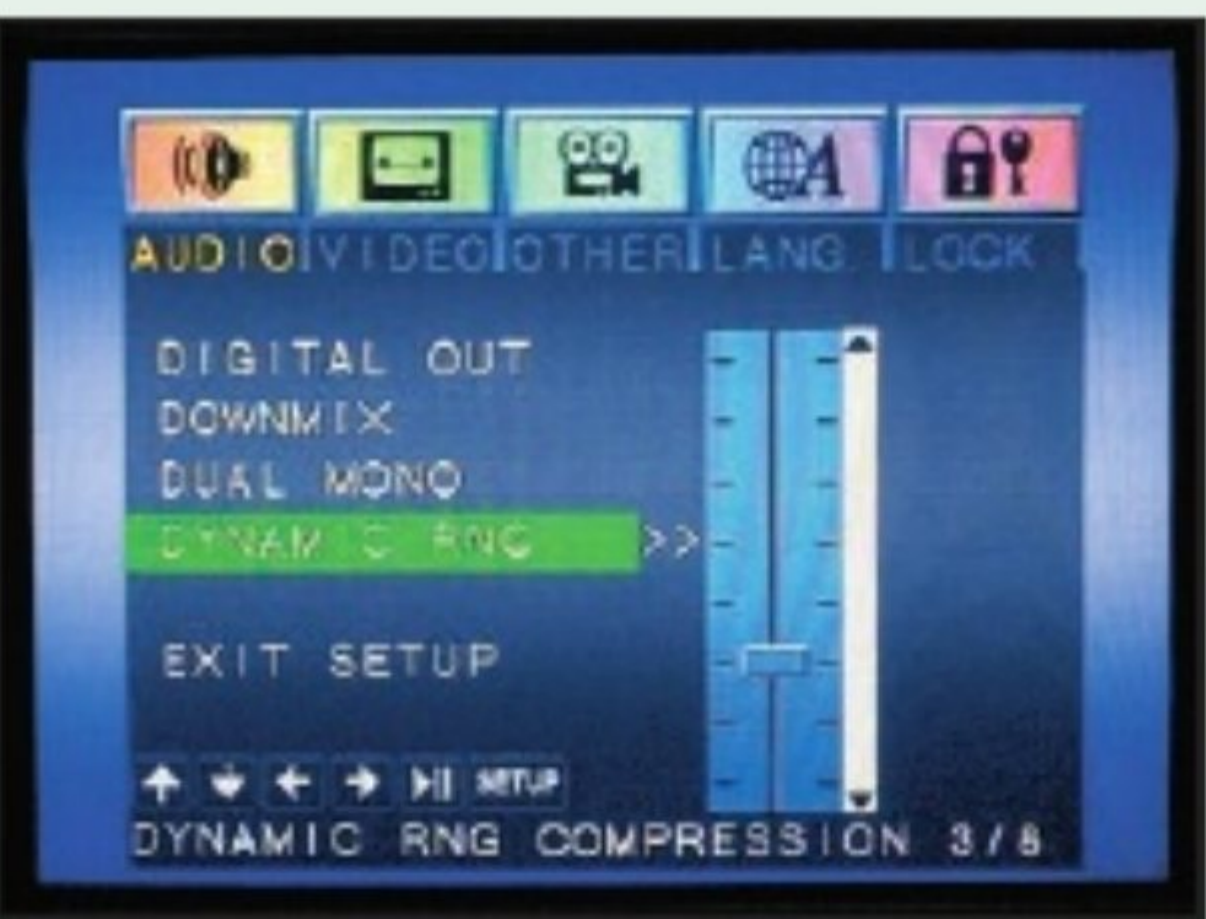 AUDIO VIDEO OTHER LANG. LOCK
DIGITAL OUT
DOWNMIX
DUAL MONO
DYNAMIC RNG >>
EXIT SETUP
SETUP
DYNAMIC RNG COMPRESSION 3/8